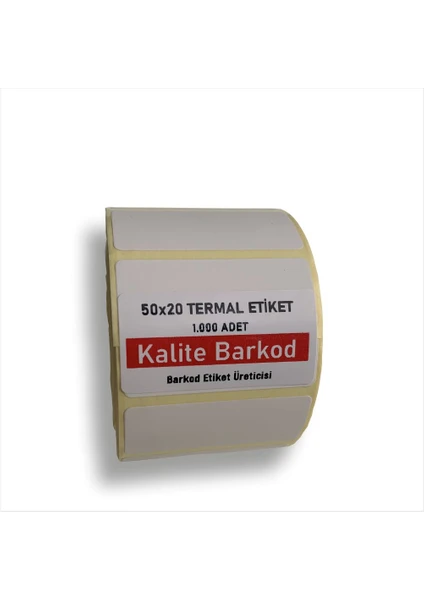 50x20 TERMAL ETİKET
1.000 ADET
Kalite Barkod
Barkod Etiket Üreticisi